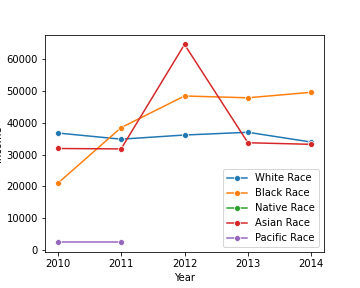 60000
50000
40000
30000
20000
10000
0
2010 2011 2012 2013 2014
Year
White Race
Black Race
Native Race
Asian Race
Pacific Race